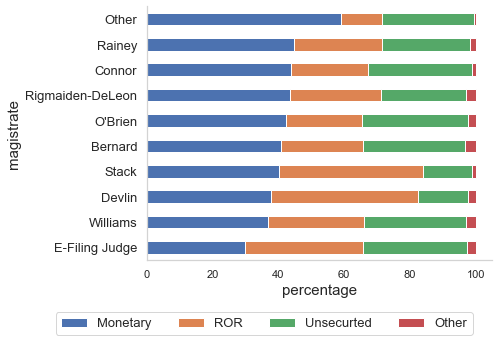 Other
Rainey
Connor
Rigmaiden-DeLeon
O'Brien
Bernard
Stack
Devlin
Williams
E-Filing Judge
magistrate
0 20 40 60 80 100
percentage
Monetary ROR Unsecurted Other